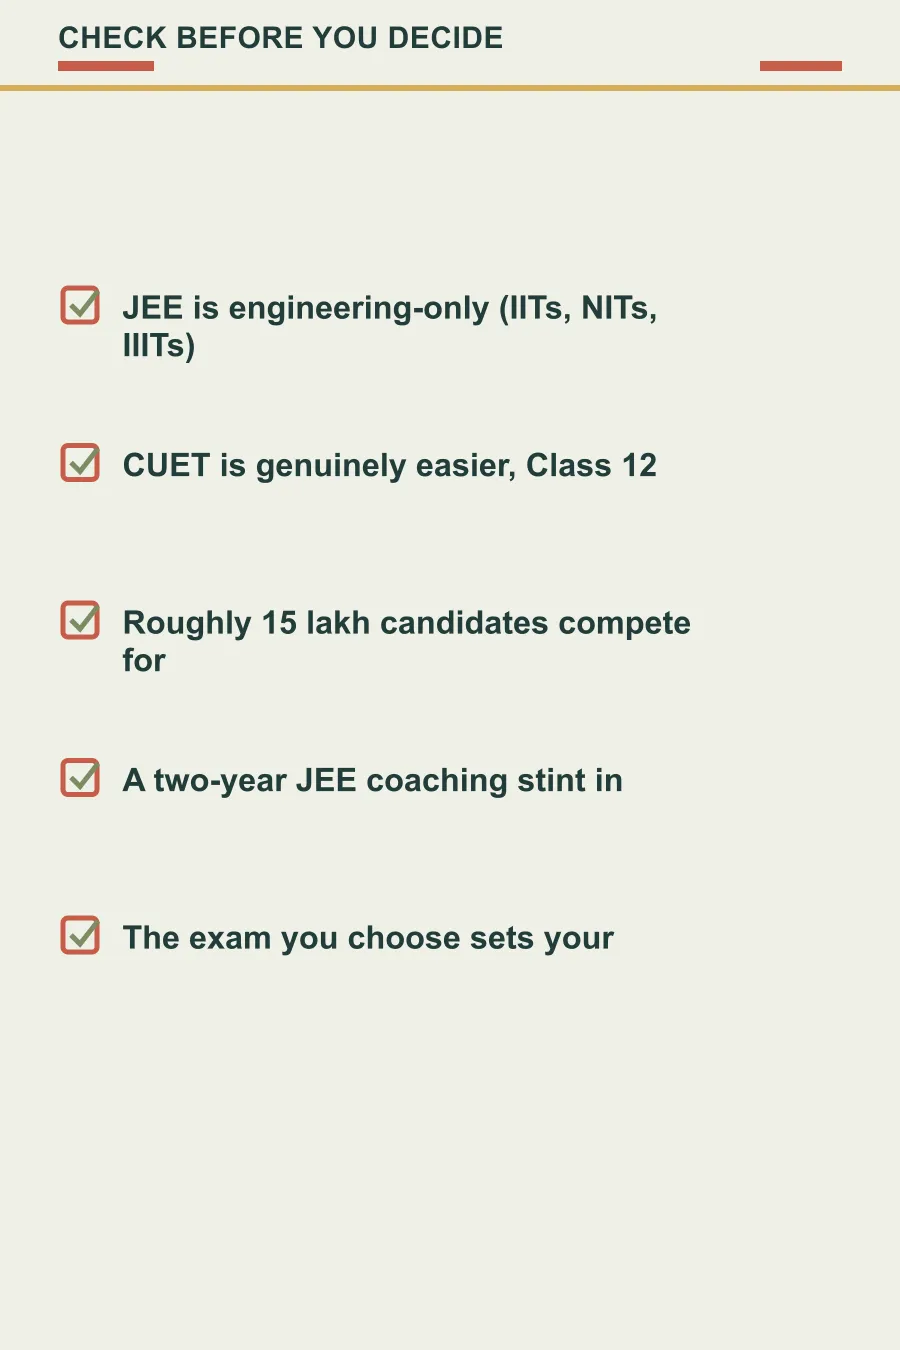 CHECK BEFORE YOU DECIDE
JEE is engineering-only (IITs, NITs,
IIITs)
CUET is genuinely easier, Class 12
Roughly 15 lakh candidates compete
for
A two-year JEE coaching stint in
The exam you choose sets your